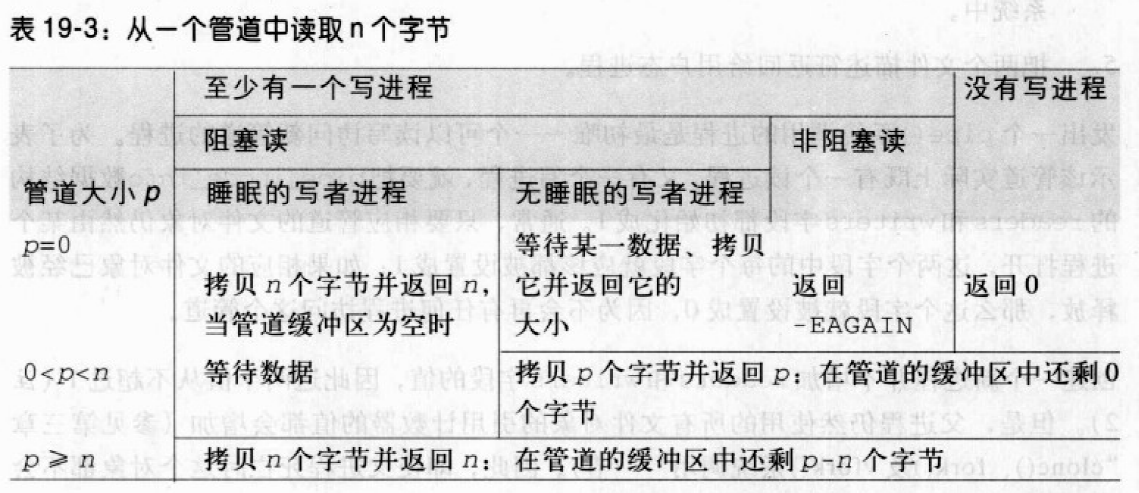 表 19-3：从一个管道中读取 n 个字节
至少有一个写进程 没有写进程
阻塞读 非阻塞读
管道大小 p 睡眠的写者进程 无睡眠的写者进程
p=0 等待某一数据、拷贝
拷贝 n 个字节并返回 n， 它并返回它的 返回 返回 0
当管道缓冲区为空时 大小 -EAGAIN
0<p<n 等待数据 拷贝 p 个字节并返回 p；在管道的缓冲区中还剩 0
个字节
p ≥ n 拷贝 n 个字节并返回 n；在管道的缓冲区中还剩 p-n 个字节